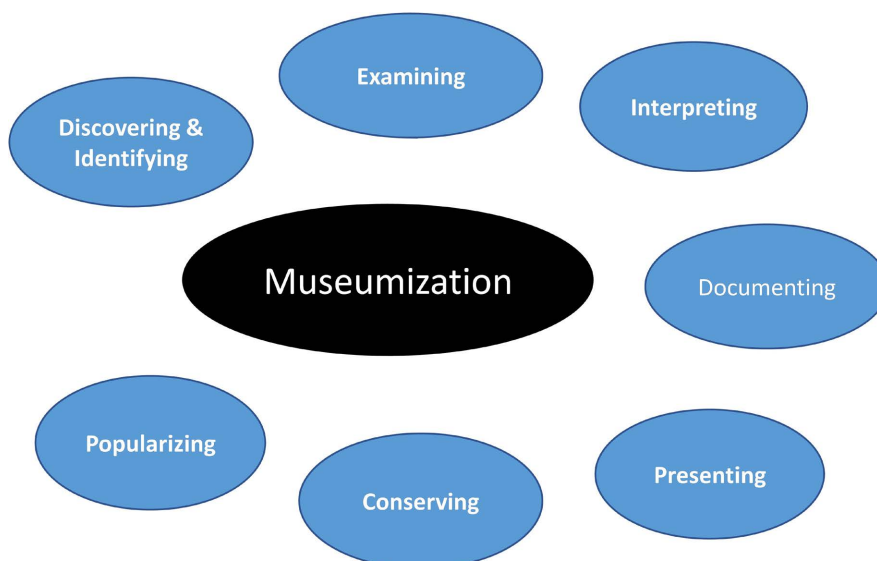 Examining
Interpreting
Discovering &
Identifying
Museumization
Documenting
Popularizing
Presenting
Conserving